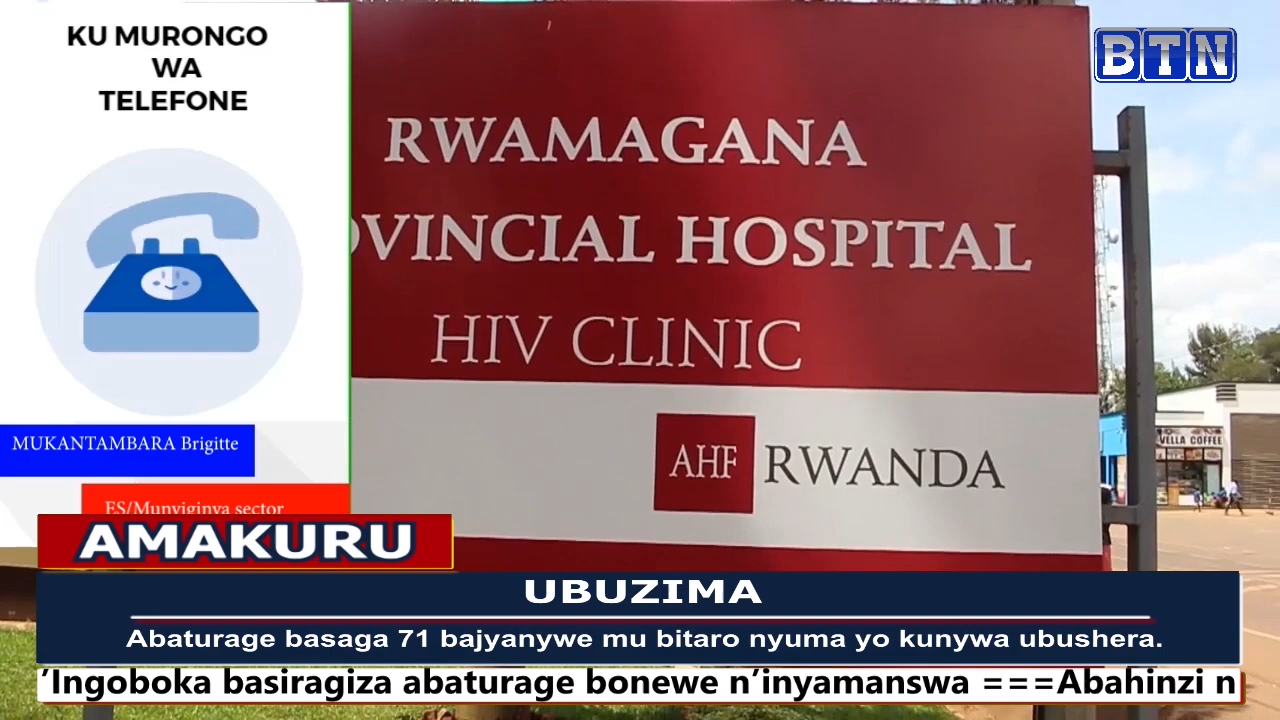 KU MURONGO
WA
TELEFONE
MUKANTAMBARA Brigitte
ES/Munyiginya sector
BTN
RWAMAGANA
OVINCIAL HOSPITAL
HIV CLINIC
AHF RWANDA
VELLA COFFEE
AMAKURU
UBUZIMA
Abaturage basaga 71 bajyanywe mu bitaro nyuma yo kunywa ubushera.
’Ingoboka basiragiza abaturage bonewe n’inyamanswa ===Abahinzi n